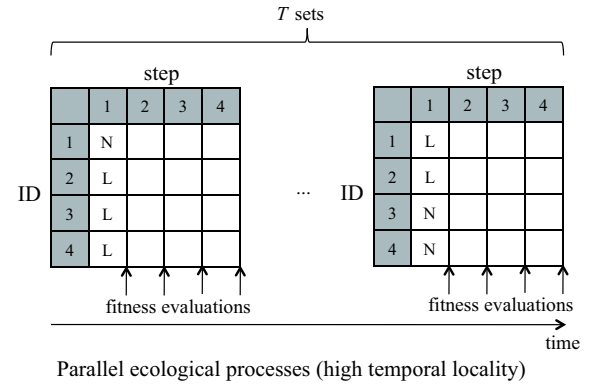 T sets
step
step
1 2 3 4
1 2 3 4
1 N
1 L
2 L
2 L
ID
...
ID
3 L
3 N
4 L
4 N
fitness evaluations
fitness evaluations
time
Parallel ecological processes (high temporal locality)